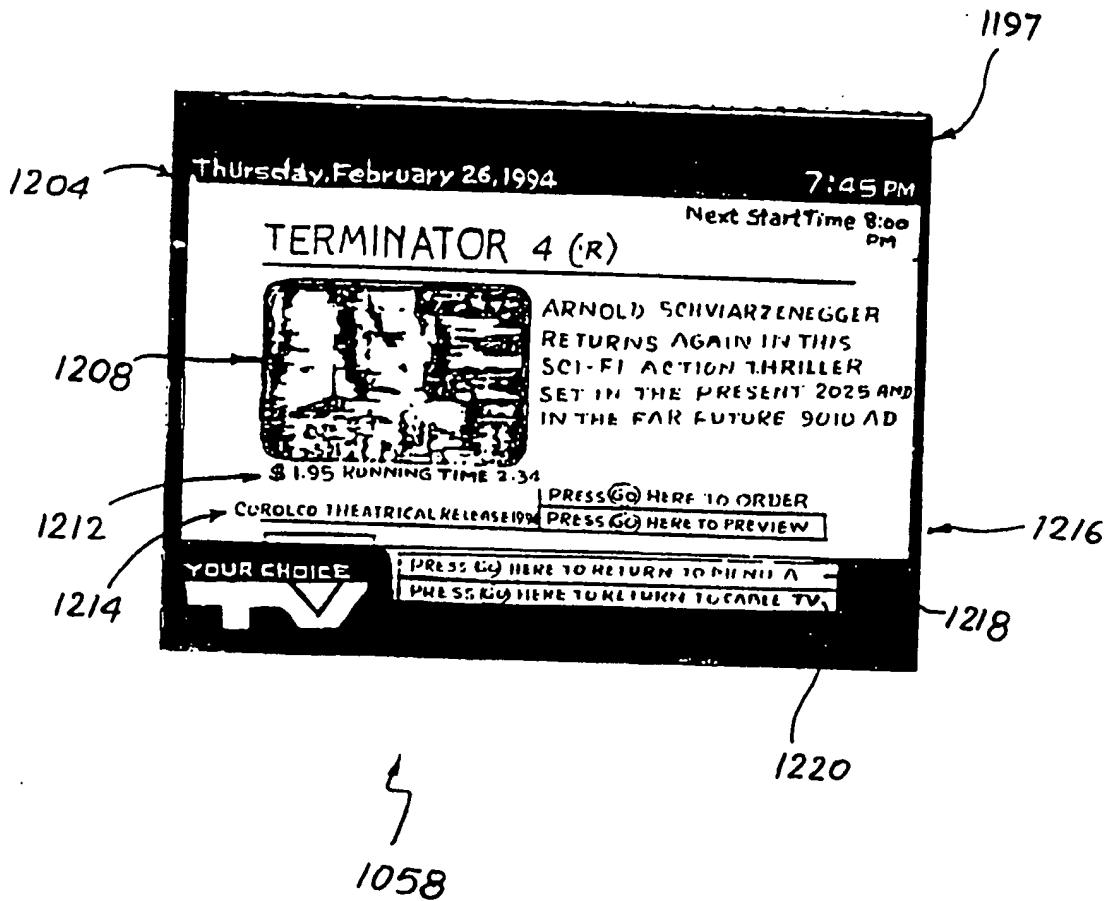 1197
1204
Thursday, February 26, 1994 7:45 PM
Next Start Time 8:00
PM
TERMINATOR 4 (R)
1208
ARNOLD SCHVIARZENEGGER
RETURNS AGAIN IN THIS
SCI-FI ACTION THRILLER
SET IN THE PRESENT 2025 AND
IN THE FAR FUTURE 9010 AD
$1.95 RUNNING TIME 2.34
1212
PRESS GO HERE TO ORDER
COROLCO THEATRICAL RELEASE 1994
PRESS GO HERE TO PREVIEW
1216
1214
YOUR CHOICE
TV
PRESS GO HERE TO RETURN TO MENU A
PRESS GO HERE TO RETURN TO CABLE TV
1218
1220
1058